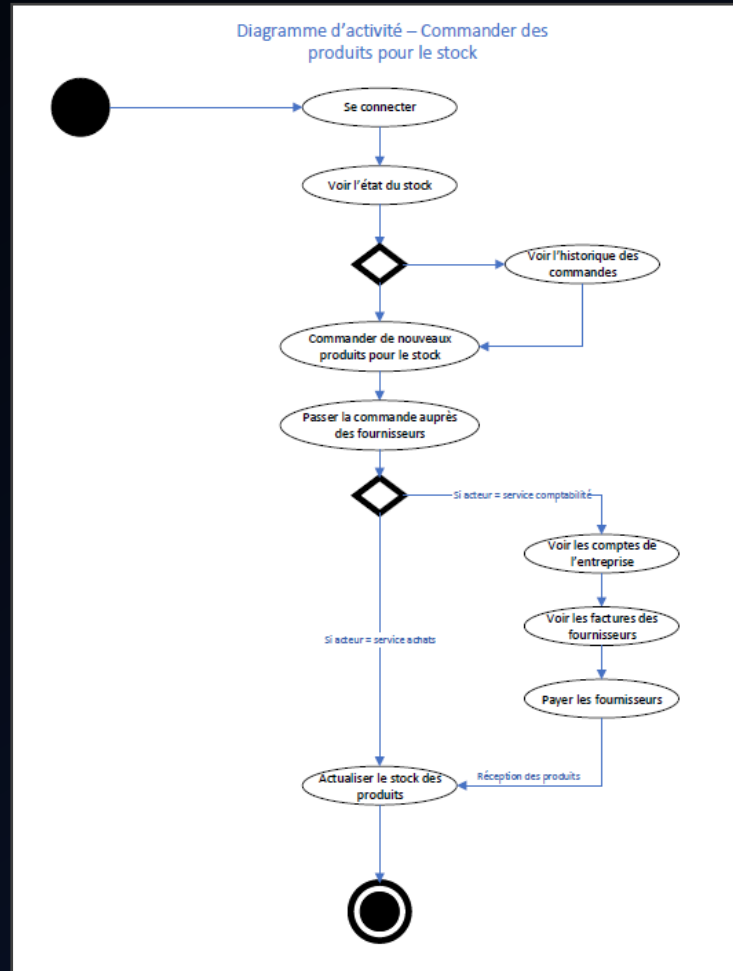 Diagramme d’activité – Commander des
produits pour le stock
Se connecter
Voir l’état du stock
Voir l’historique des
commandes
Commander de nouveaux
produits pour le stock
Passer la commande auprès
des fournisseurs
Si acteur = service comptabilité
Voir les comptes de
l’entreprise
Voir les factures des
fournisseurs
Si acteur = service achats
Payer les fournisseurs
Réception des produits
Actualiser le stock des
produits